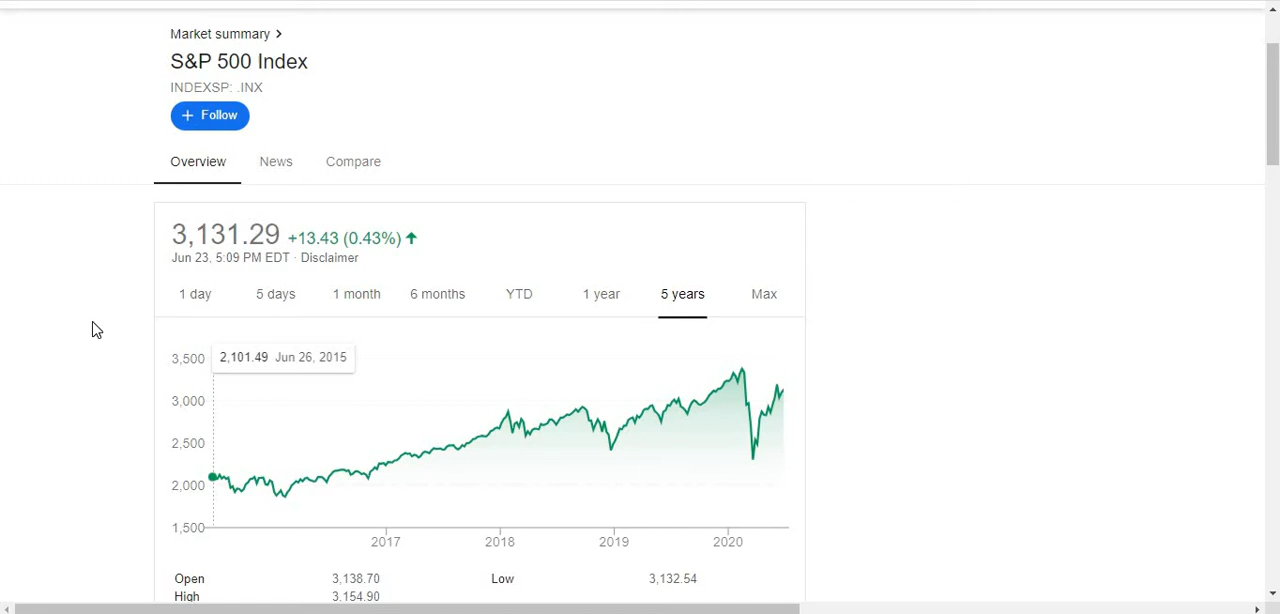 Market summary >
S&P 500 Index
INDEXSP: .INX
+ Follow
Overview News Compare
3,131.29 +13.43 (0.43%)
Jun 23, 5:09 PM EDT · Disclaimer
1 day 5 days 1 month 6 months YTD 1 year 5 years Max
2,101.49 Jun 26, 2015
3,500
3,000
2,500
2,000
1,500
2017 2018 2019 2020
Open 3,138.70 Low 3,132.54
High 3,154.90